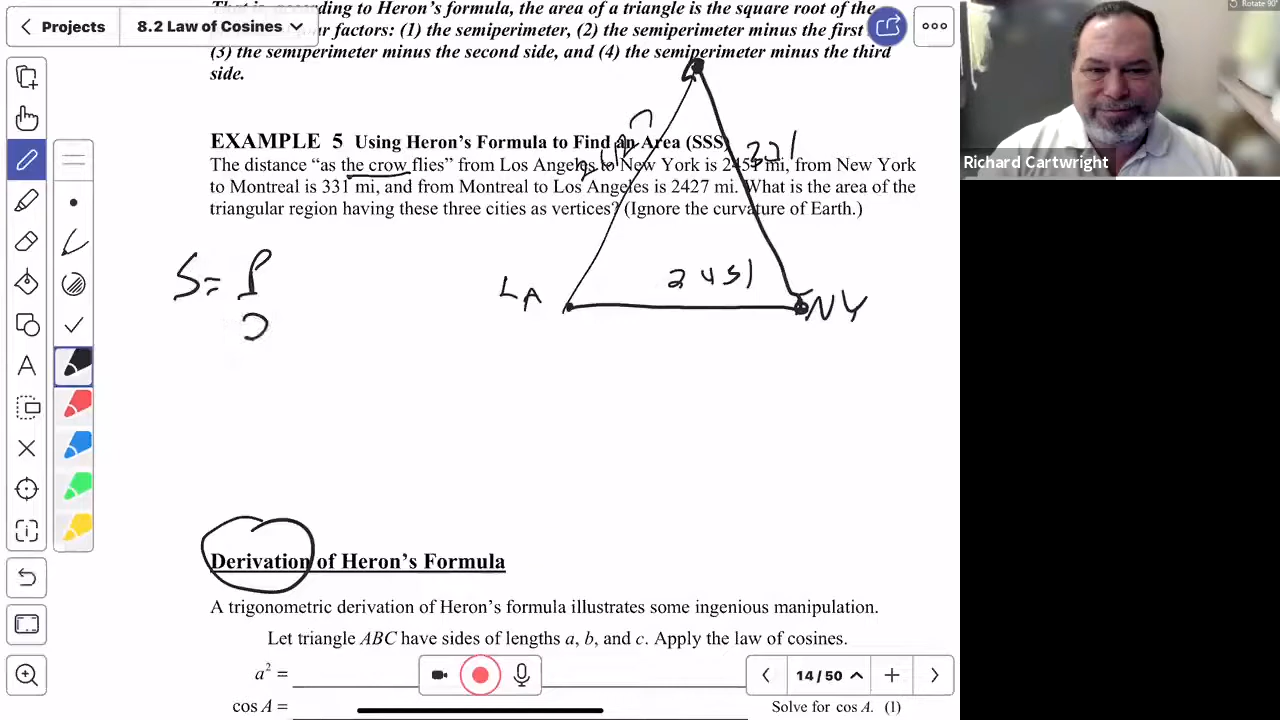 That is, according to Heron's formula, the area of a triangle is the square root of the
factors: (1) the semiperimeter, (2) the semiperimeter minus the first
(3) the semiperimeter minus the second side, and (4) the semiperimeter minus the third
side.
Projects
8.2 Law of Cosines
Rotate 90°
Richard Cartwright
EXAMPLE 5 Using Heron's Formula to Find an Area (SSS)
The distance "as the crow flies" from Los Angeles to New York is 2451 mi, from New York
to Montreal is 331 mi, and from Montreal to Los Angeles is 2427 mi. What is the area of the
triangular region having these three cities as vertices? (Ignore the curvature of Earth.)
331
S = P
2451
LA
NY
A
Derivation of Heron's Formula
A trigonometric derivation of Heron's formula illustrates some ingenious manipulation.
Let triangle ABC have sides of lengths a, b, and c. Apply the law of cosines.
a² =
14 / 50
cos A =
Solve for cos A. (1)